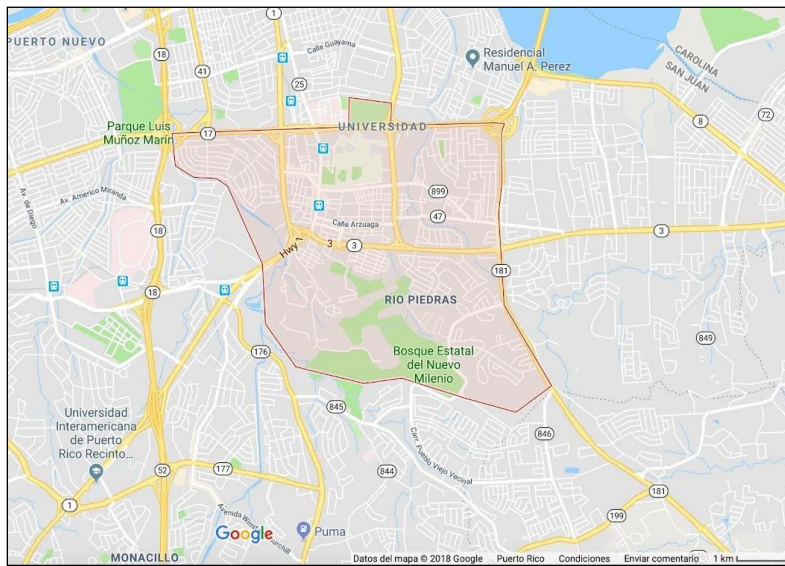 PUERTO NUEVO
18
1
Calle Guayama
41
25
Residencial
Manuel A. Perez
CAROLINA
SAN JUAN
8
72
Parque Luis
Muñoz Marín
17
UNIVERSIDAD
Av. de Diego
Av. Americo Miranda
899
47
Calle Arzuaga
18
Hwy 1
3
3
3
181
18
RIO PIEDRAS
849
176
Bosque Estatal
del Nuevo
Milenio
845
Universidad
Interamericana
de Puerto
Rico Recinto...
Carr. Pueblo Viejo Vecinal
846
844
177
52
1
181
199
Google
Puma
MONACILLO
Datos del mapa © 2018 Google
Puerto Rico
Condiciones
Enviar comentario
1 km